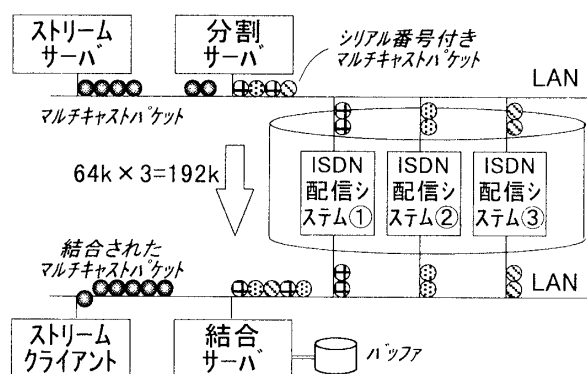 ストリーム
サーバ
分割
サーバ
シリアル番号付き
マルチキャストパケット
LAN
マルチキャストパケット
64k×3=192k
ISDN
配信シ
ステム①
ISDN
配信シ
ステム②
ISDN
配信シ
ステム③
結合された
マルチキャストパケット
LAN
ストリーム
クライアント
結合
サーバ
バッファ